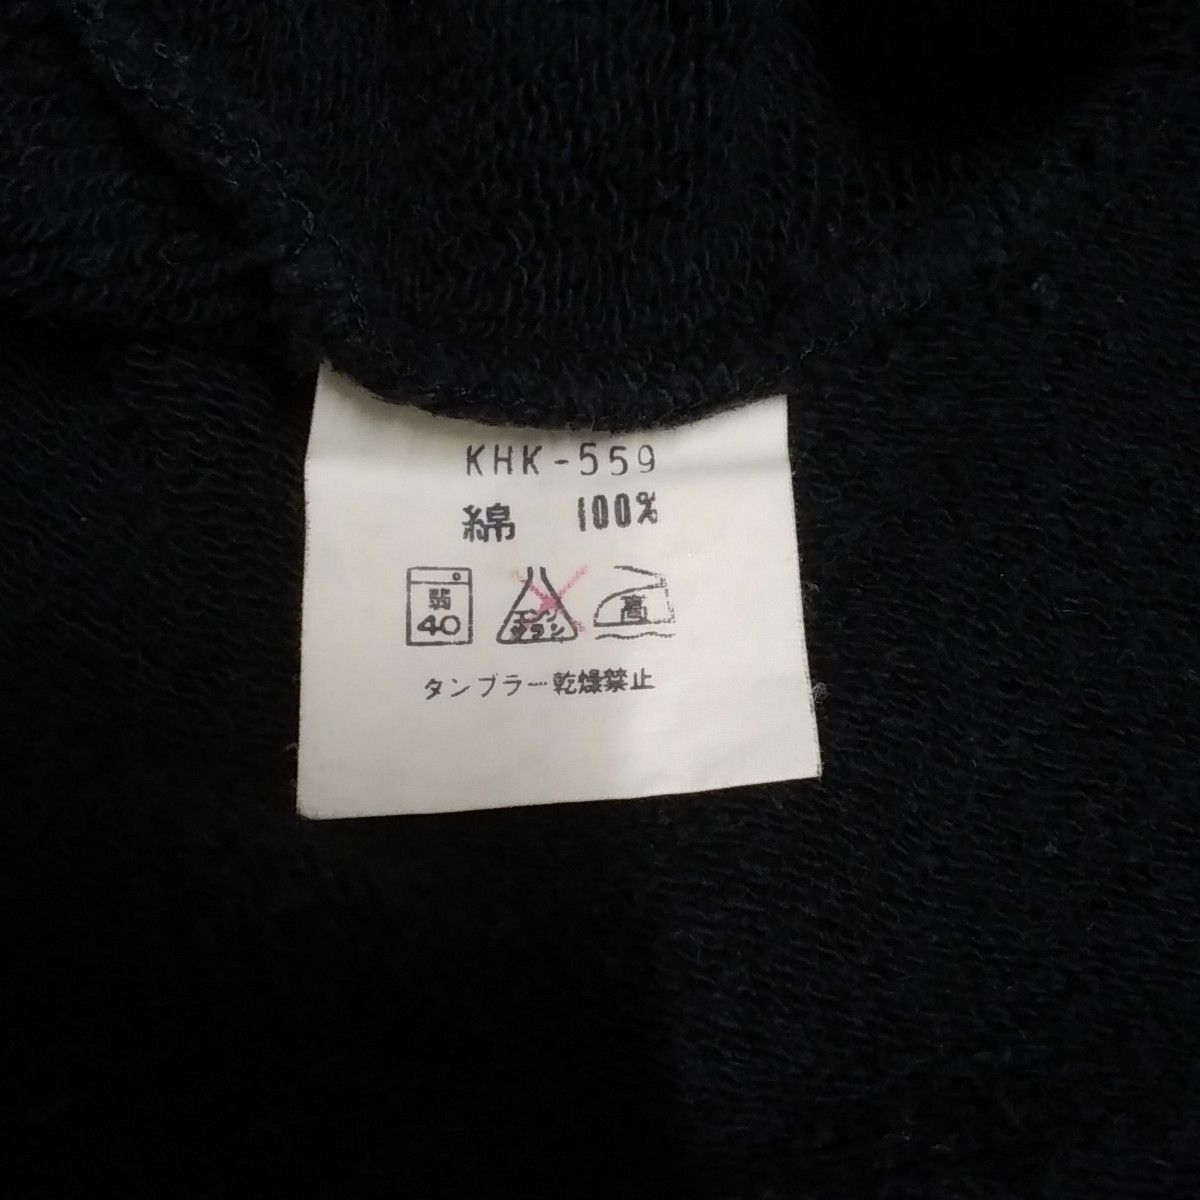 KHK-559
綿 100%
弱 エンソ 高
40 サラシ
タンブラー乾燥禁止